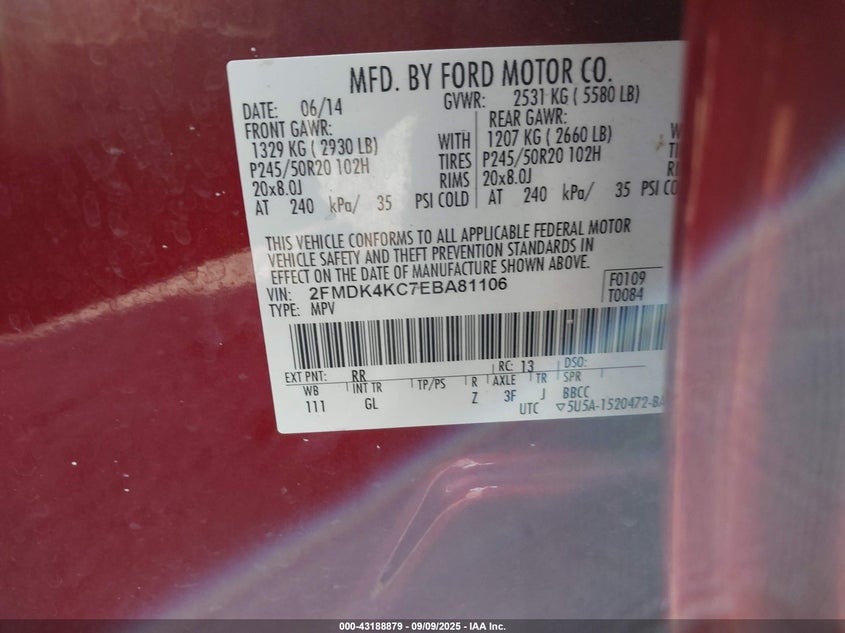 MFD. BY FORD MOTOR CO.
DATE: 06/14 GVWR: 2531 KG ( 5580 LB)
FRONT GAWR: REAR GAWR:
1329 KG ( 2930 LB) WITH 1207 KG ( 2660 LB) W
P245/50R20 102H TIRES P245/50R20 102H
20x8.0J RIMS 20x8.0J
AT 240 kPa/ 35 PSI COLD AT 240 kPa/ 35 PSI CO
THIS VEHICLE CONFORMS TO ALL APPLICABLE FEDERAL MOTOR
VEHICLE SAFETY AND THEFT PREVENTION STANDARDS IN
EFFECT ON THE DATE OF MANUFACTURE SHOWN ABOVE.
VIN: 2FMDK4KC7EBA81106 F0109
TYPE: MPV T0084
EXT PNT: RR RC: 13 DSO:
WB INT TR TP/PS R AXLE TR SPR
111 GL Z 3F J BBCC
UTC ▽5U5A-1520472-BA
000-43188879 - 09/09/2025 - IAA Inc.